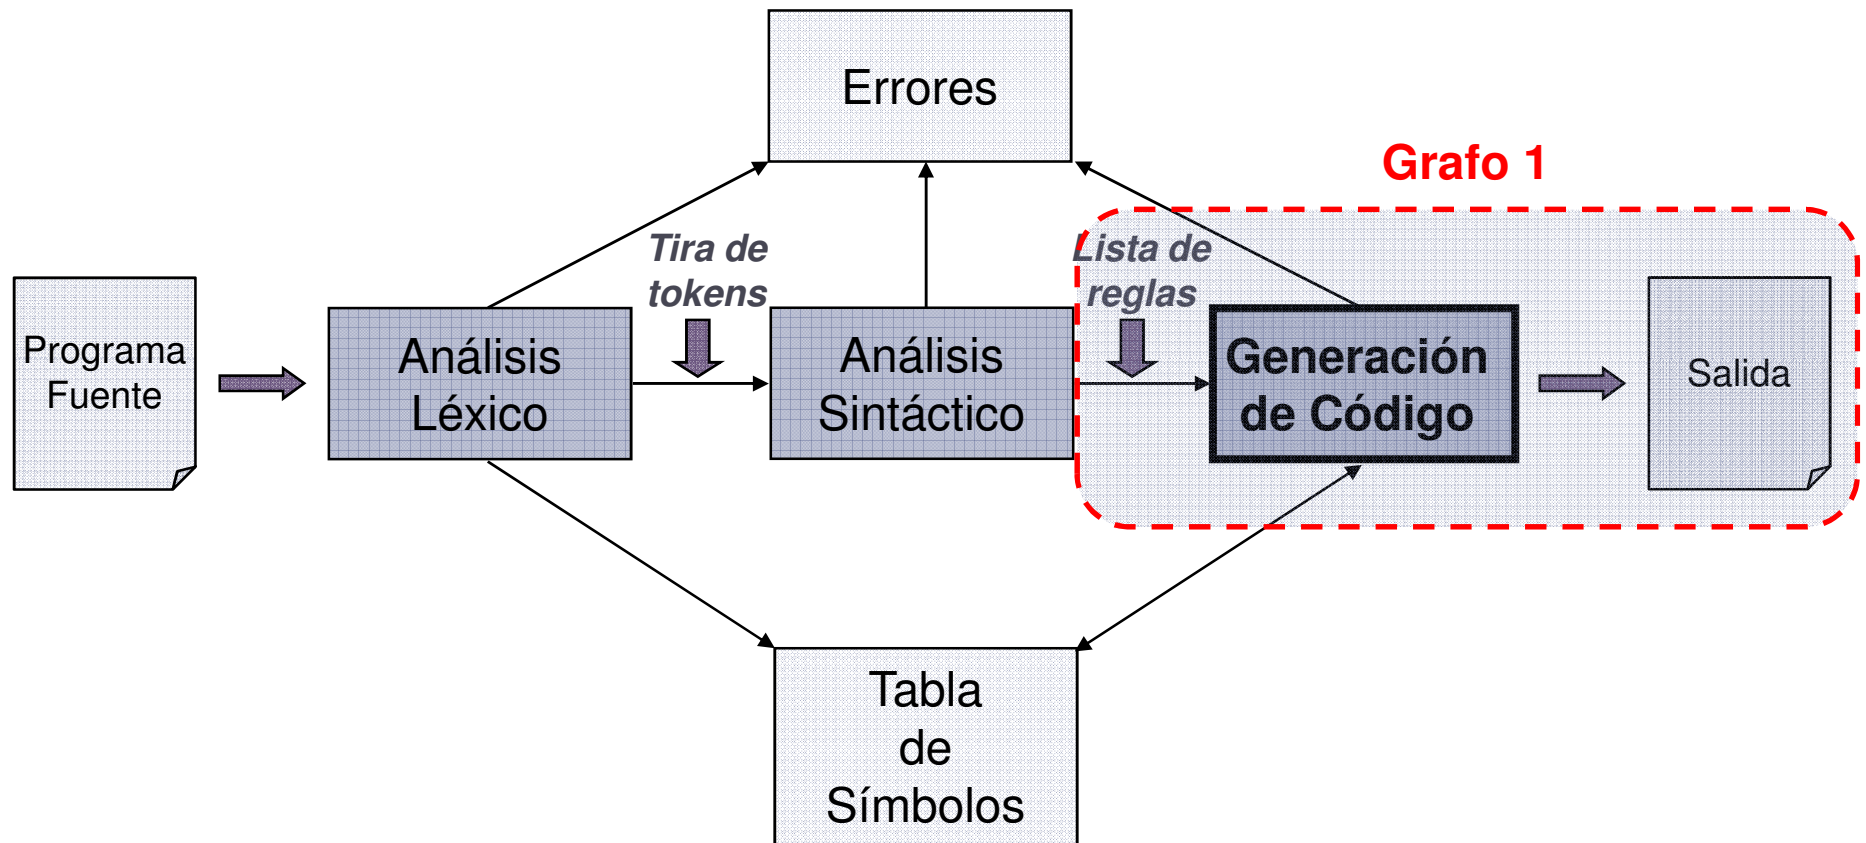 Errores
Grafo 1
Tira de
tokens
Lista de
reglas
Programa
Fuente
Análisis
Léxico
Análisis
Sintáctico
Generación
de Código
Salida
Tabla
de
Símbolos